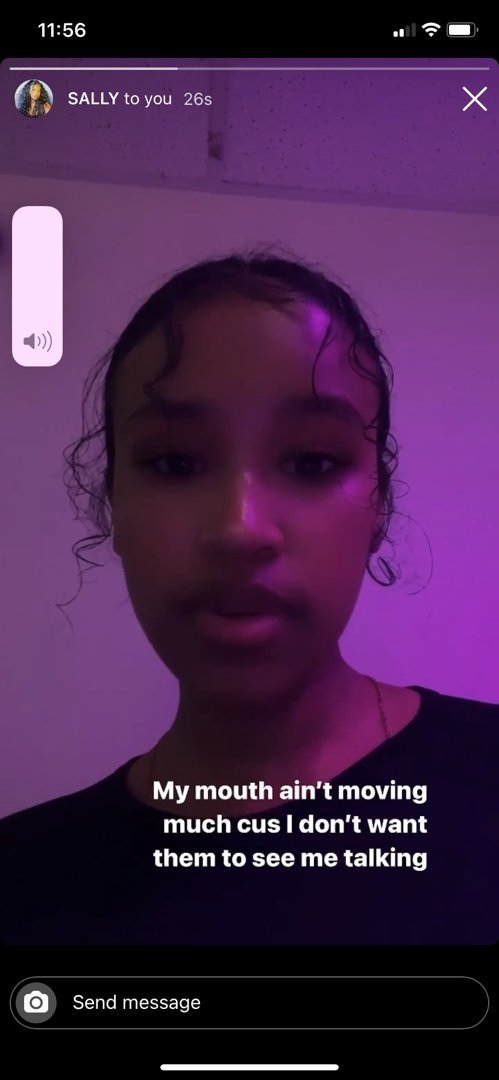 11:56
SALLY to you 26s
My mouth ain't moving
much cus I don't want
them to see me talking
Send message